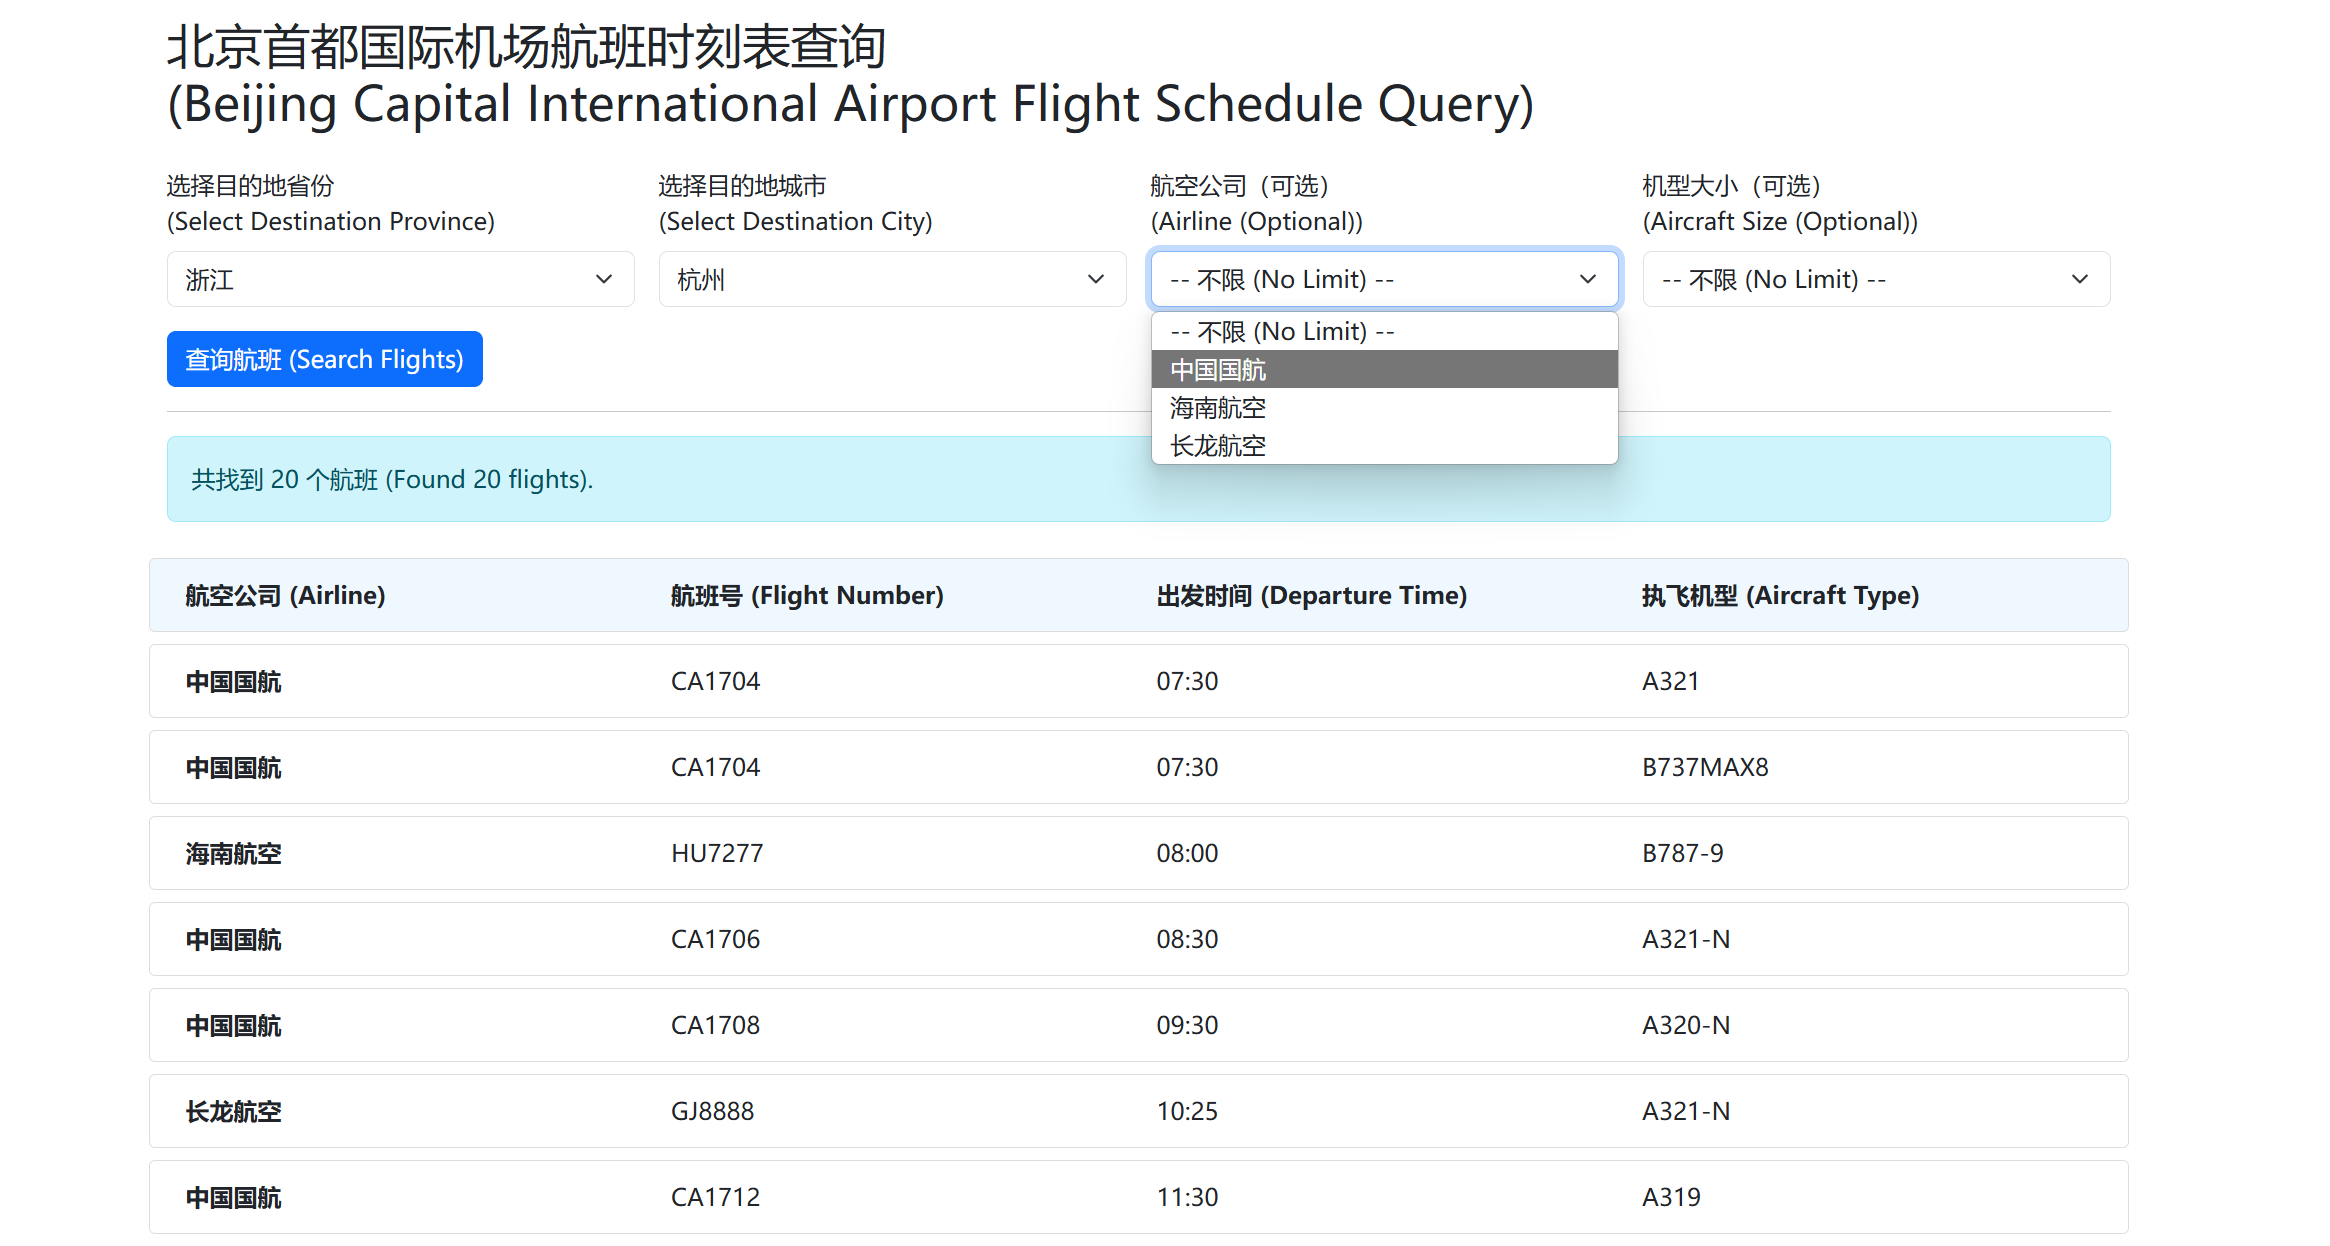 北京首都国际机场航班时刻表查询
(Beijing Capital International Airport Flight Schedule Query)
选择目的地省份
(Select Destination Province)
浙江
选择目的地城市
(Select Destination City)
杭州
航空公司（可选）
(Airline (Optional))
-- 不限 (No Limit) --
-- 不限 (No Limit) --
中国国航
海南航空
长龙航空
机型大小（可选）
(Aircraft Size (Optional))
-- 不限 (No Limit) --
查询航班 (Search Flights)
共找到 20 个航班 (Found 20 flights).
航空公司 (Airline) 航班号 (Flight Number) 出发时间 (Departure Time) 执飞机型 (Aircraft Type)
中国国航 CA1704 07:30 A321
中国国航 CA1704 07:30 B737MAX8
海南航空 HU7277 08:00 B787-9
中国国航 CA1706 08:30 A321-N
中国国航 CA1708 09:30 A320-N
长龙航空 GJ8888 10:25 A321-N
中国国航 CA1712 11:30 A319